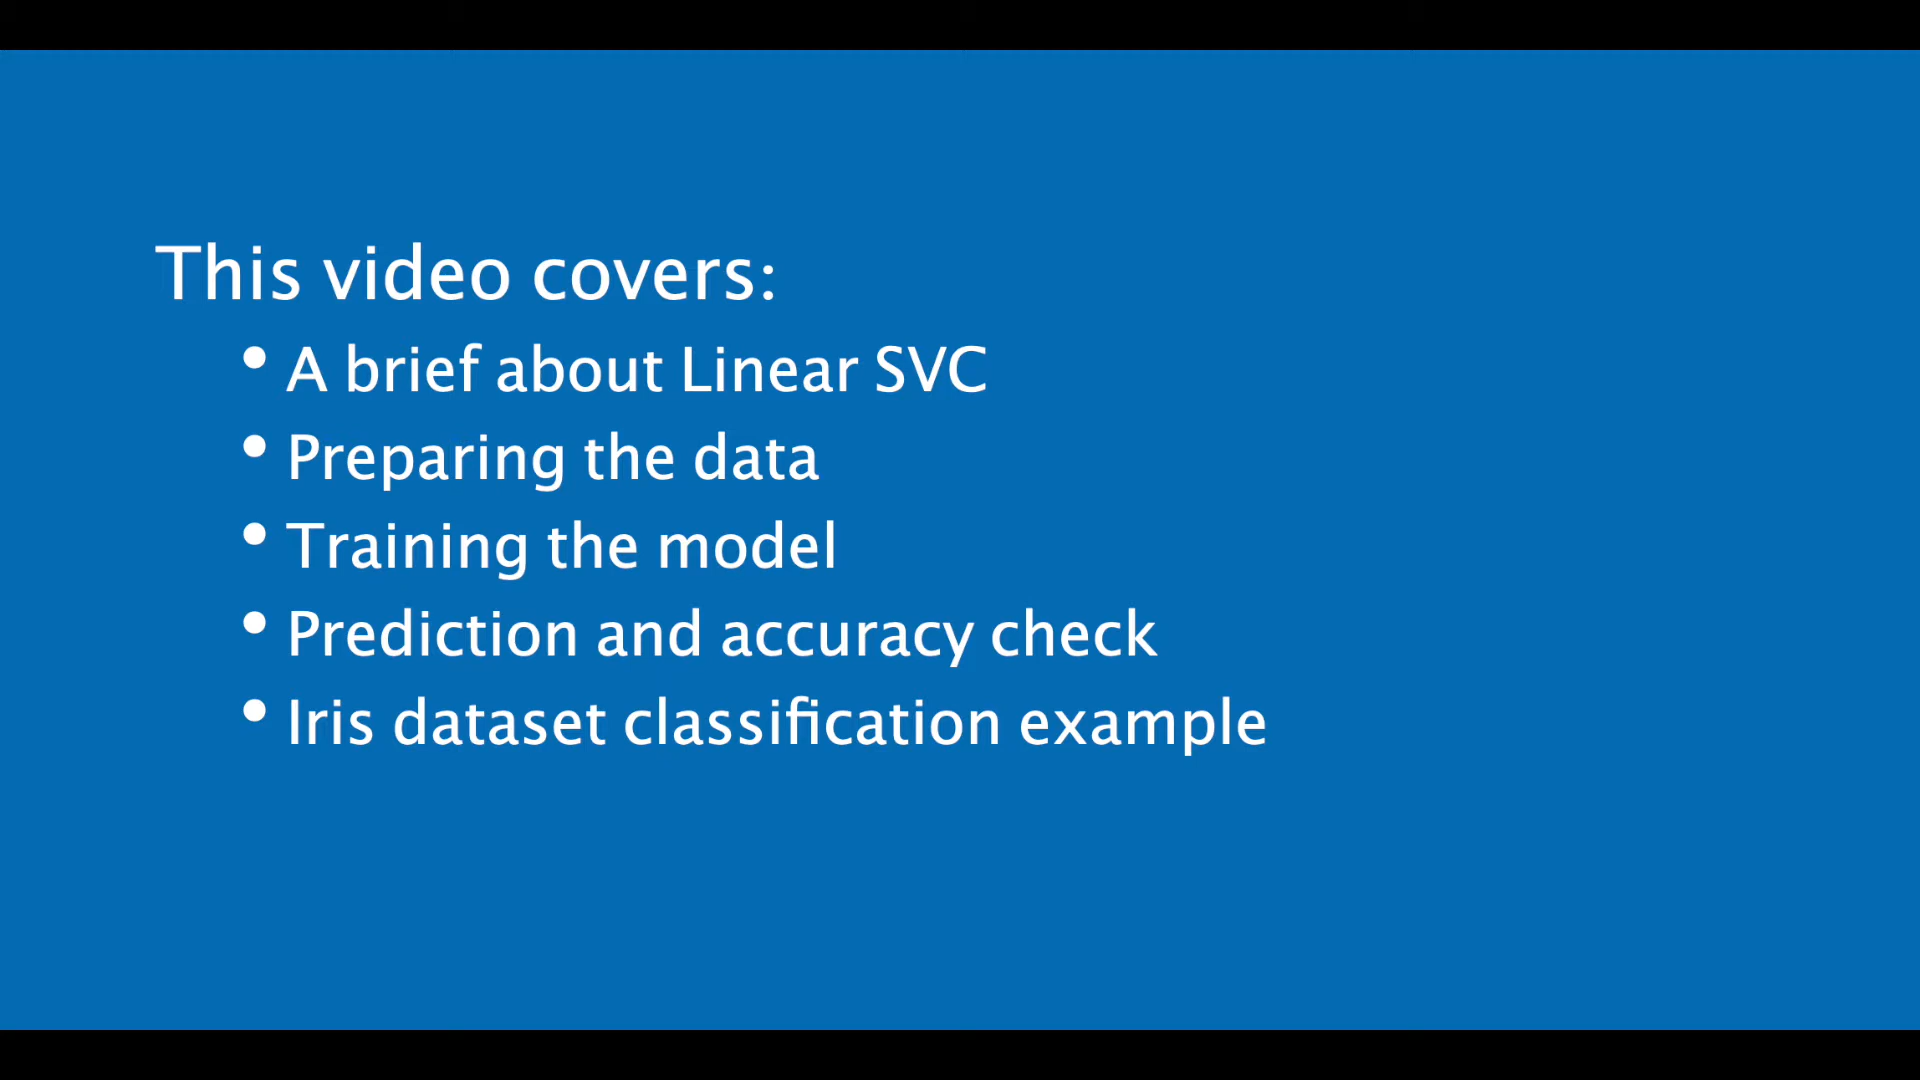 This video covers:
• A brief about Linear SVC
• Preparing the data
• Training the model
• Prediction and accuracy check
• Iris dataset classification example